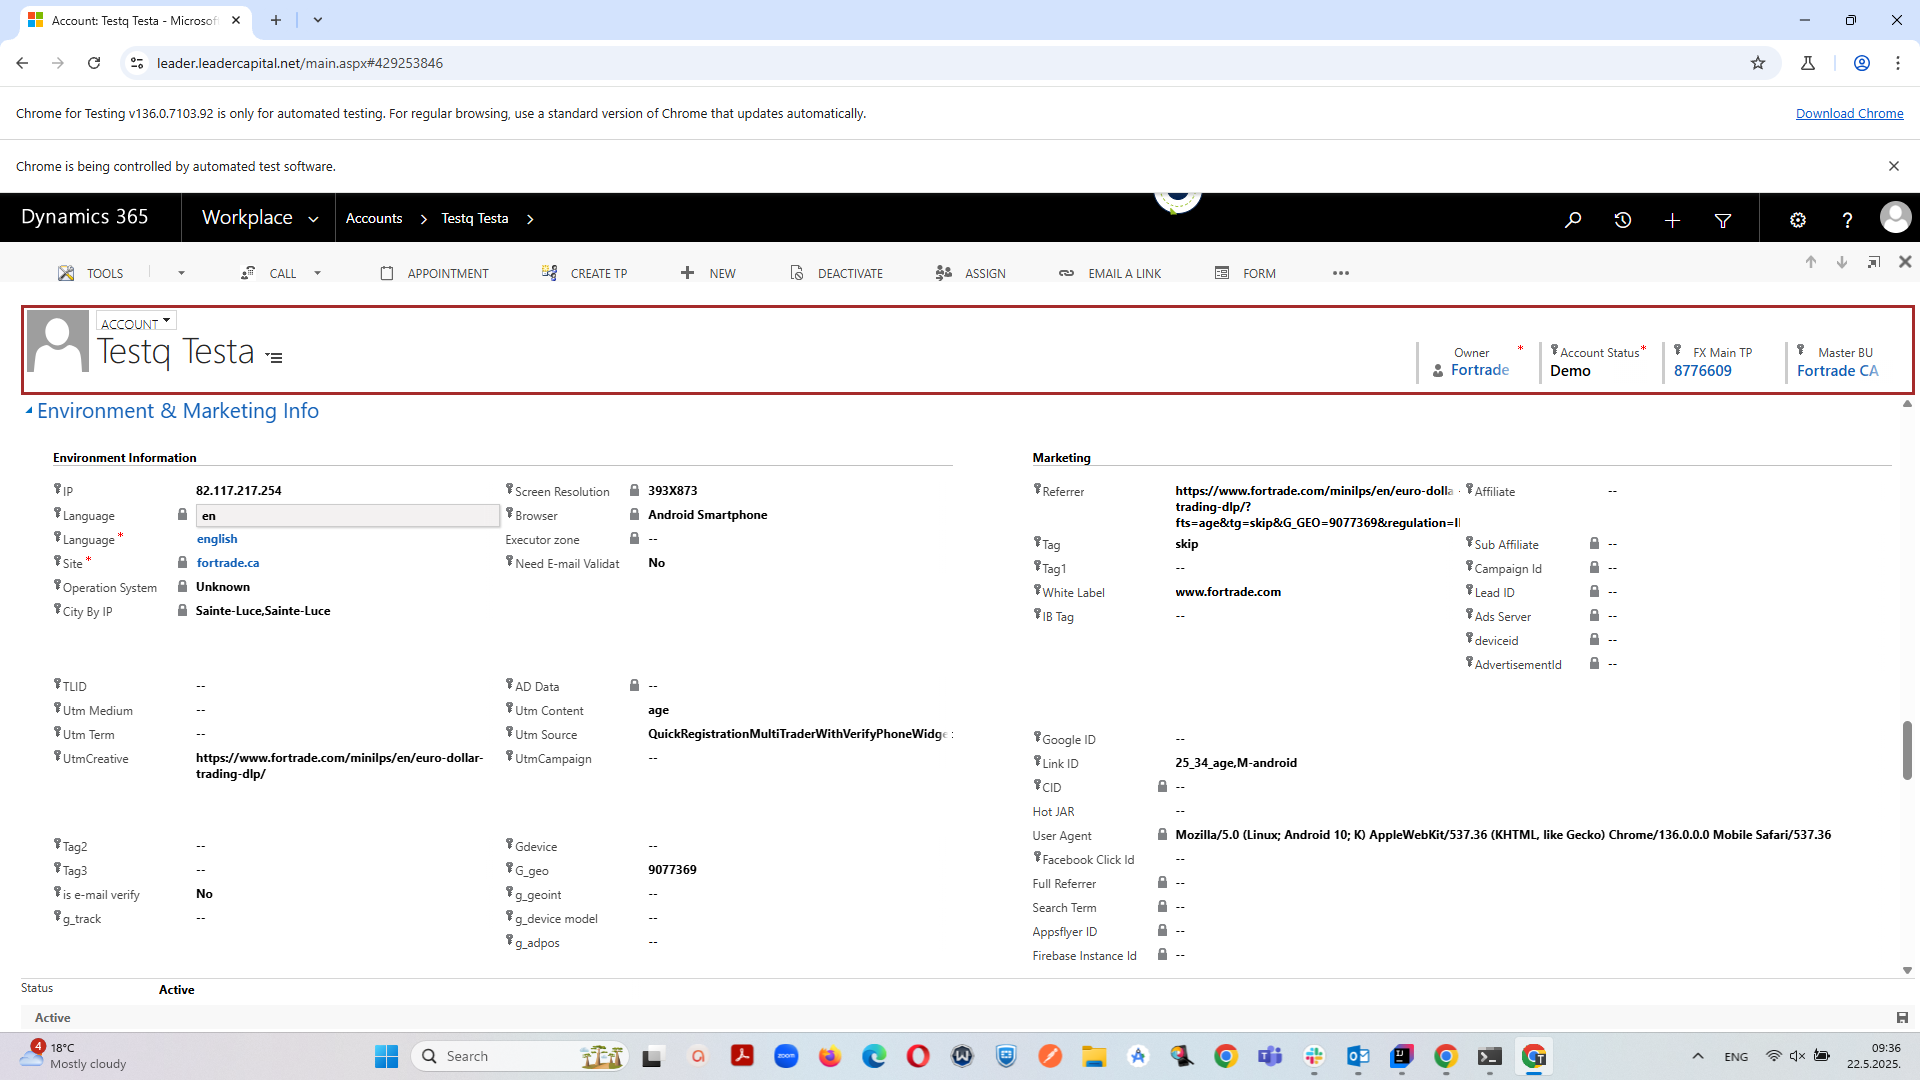 Account: Testq Testa - Microsof
leader.leadercapital.net/main.aspx#429253846
Chrome for Testing v136.0.7103.92 is only for automated testing. For regular browsing, use a standard version of Chrome that updates automatically.
Download Chrome
Chrome is being controlled by automated test software.
Dynamics 365
Workplace
Accounts
Testq Testa
TOOLS
CALL
APPOINTMENT
CREATE TP
NEW
DEACTIVATE
ASSIGN
EMAIL A LINK
FORM
ACCOUNT
Testq Testa
Owner *
Fortrade
Account Status *
Demo
FX Main TP
8776609
Master BU
Fortrade CA
Environment & Marketing Info
Environment Information
IP 82.117.217.254
Language en
Language * english
Site * fortrade.ca
Operation System Unknown
City By IP Sainte-Luce,Sainte-Luce
Screen Resolution 393X873
Browser Android Smartphone
Executor zone --
Need E-mail Validat No
TLID --
Utm Medium --
Utm Term --
UtmCreative https://www.fortrade.com/minilps/en/euro-dollar-
trading-dlp/
AD Data --
Utm Content age
Utm Source QuickRegistrationMultiTraderWithVerifyPhoneWidge
UtmCampaign --
Tag2 --
Tag3 --
is e-mail verify No
g_track --
Gdevice --
G_geo 9077369
g_geoint --
g_device model --
g_adpos --
Marketing
Referrer https://www.fortrade.com/minilps/en/euro-dolla
trading-dlp/?
fts=age&tg=skip&G_GEO=9077369&regulation=II
Tag skip
Tag1 --
White Label www.fortrade.com
IB Tag --
Affiliate --
Sub Affiliate --
Campaign Id --
Lead ID --
Ads Server --
deviceid --
AdvertisementId --
Google ID --
Link ID 25_34_age,M-android
CID --
Hot JAR --
User Agent Mozilla/5.0 (Linux; Android 10; K) AppleWebKit/537.36 (KHTML, like Gecko) Chrome/136.0.0.0 Mobile Safari/537.36
Facebook Click Id --
Full Referrer --
Search Term --
Appsflyer ID --
Firebase Instance Id --
Status Active
Active
4
18°C
Mostly cloudy
Search
zoom
ENG
09:36
22.5.2025.